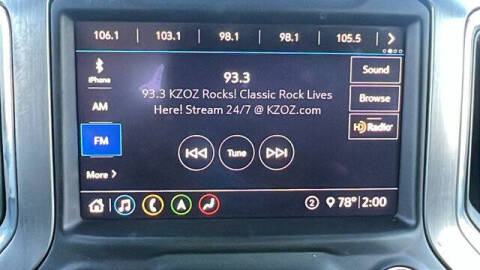 106.1 103.1 98.1 98.1 105.5
iPhone
AM
FM
More
93.3
93.3 KZOZ Rocks! Classic Rock Lives
Here! Stream 24/7 @ KZOZ.com
Tune
Sound
Browse
HD Radio
2 78° 2:00